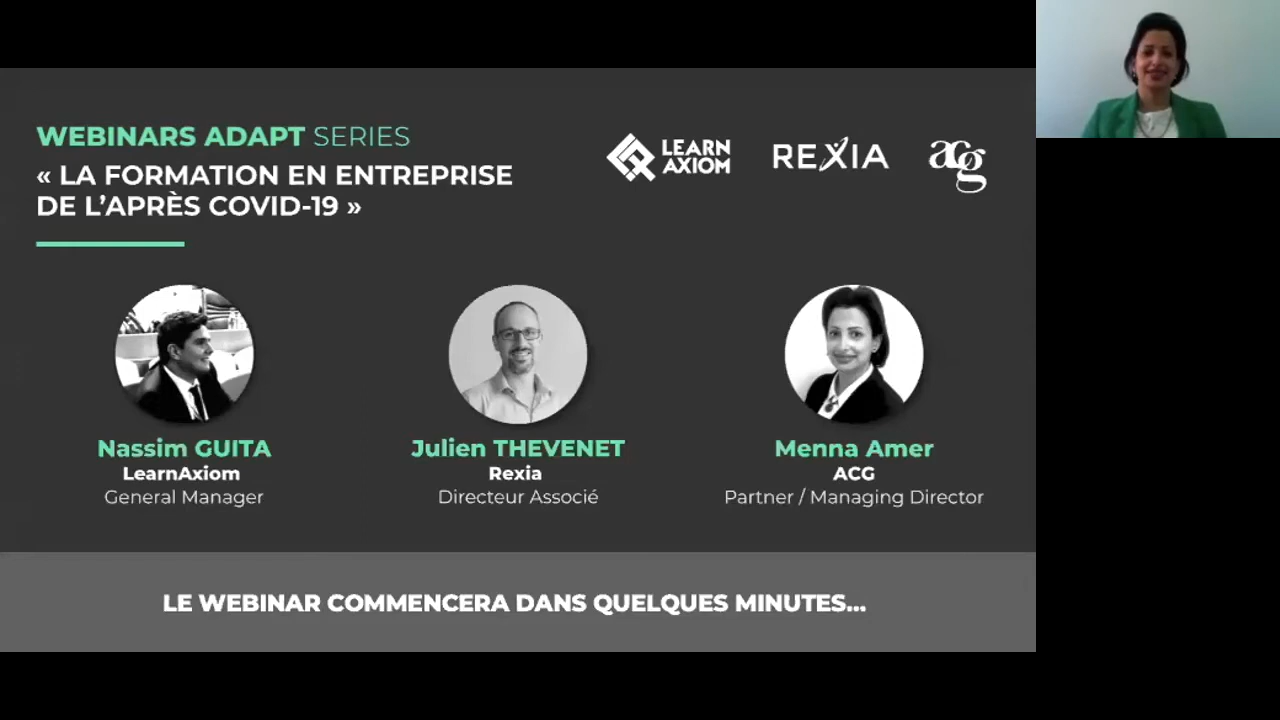 WEBINARS ADAPT SERIES
« LA FORMATION EN ENTREPRISE
DE L'APRÈS COVID-19 »
LEARN
AXIOM
REXIA
acg
Nassim GUITA
LearnAxiom
General Manager
Julien THEVENET
Rexia
Directeur Associé
Menna Amer
ACG
Partner / Managing Director
LE WEBINAR COMMENCERA DANS QUELQUES MINUTES...